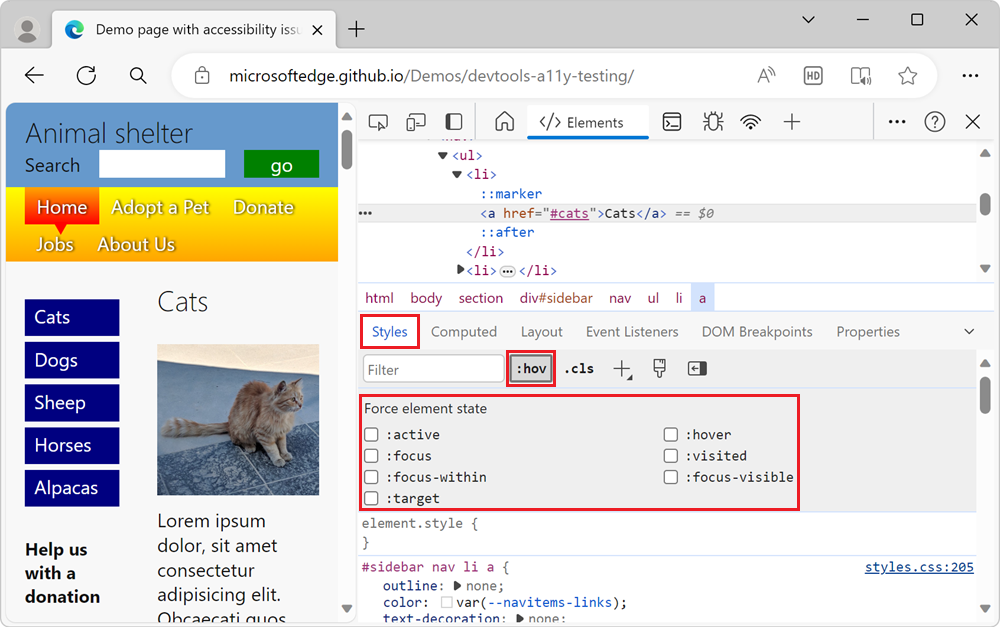 Demo page with accessibility issu
microsoftedge.github.io/Demos/devtools-a11y-testing/
A
HD
Animal shelter
Search
go
Home
Adopt a Pet
Donate
Jobs
About Us
Cats
Dogs
Sheep
Horses
Alpacas
Help us
with a
donation
Cats
Lorem ipsum
dolor, sit amet
consectetur
adipisicing elit.
Obcaecati quos
</> Elements
▼<ul>
▼<li>
::marker
••• <a href="#cats">Cats</a> == $0
::after
</li>
▶<li>•••</li>
html body section div#sidebar nav ul li a
Styles Computed Layout Event Listeners DOM Breakpoints Properties
Filter :hov .cls
Force element state
:active :hover
:focus :visited
:focus-within :focus-visible
:target
element.style {
}
#sidebar nav li a { styles.css:205
outline: ▶ none;
color: var(--navitems-links);
text-decoration: ▶ none;